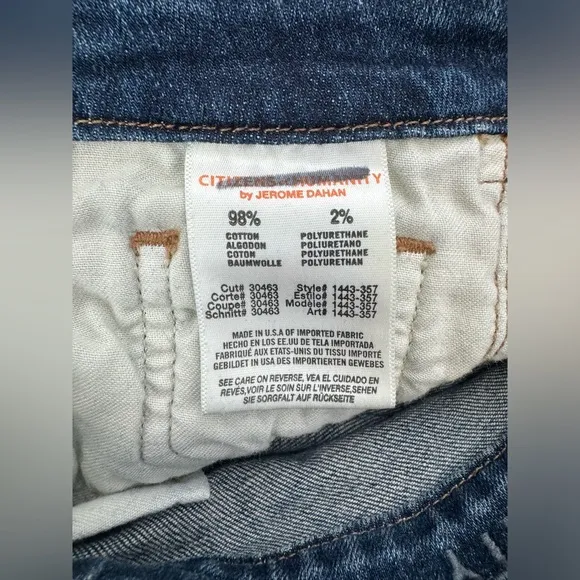 CITIZENS of HUMANITY
by JEROME DAHAN
98% 2%
COTTON POLYURETHANE
ALGODON POLIURETANO
COTON POLYURETHANE
BAUMWOLLE POLYURETHAN
Cut# 30463 Style# 1443-357
Corte# 30463 Estilo# 1443-357
Coupe# 30463 Modèle# 1443-357
Schnitt# 30463 Art# 1443-357
MADE IN U.S.A OF IMPORTED FABRIC
HECHO EN LOS EE.UU DE TELA IMPORTADA
FABRIQUÉ AUX ETATS-UNIS DU TISSU IMPORTÉ
GEBILDET IN USA DES IMPORTIERTEN GEWEBES
SEE CARE ON REVERSE, VEA EL CUIDADO EN
REVÉS,VOIR LE SOIN SUR L'INVERSE,SEHEN
SIE SORGFALT AUF RÜCKSEITE